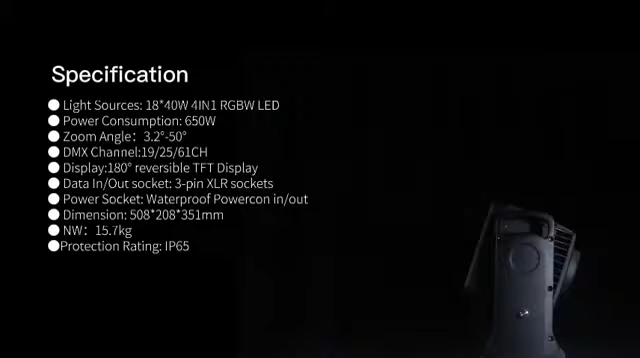 Specification
● Light Sources: 18*40W 4IN1 RGBW LED
● Power Consumption: 650W
● Zoom Angle：3.2°-50°
● DMX Channel:19/25/61CH
● Display:180° reversible TFT Display
● Data In/Out socket: 3-pin XLR sockets
● Power Socket: Waterproof Powercon in/out
● Dimension: 508*208*351mm
● NW：15.7kg
●Protection Rating: IP65